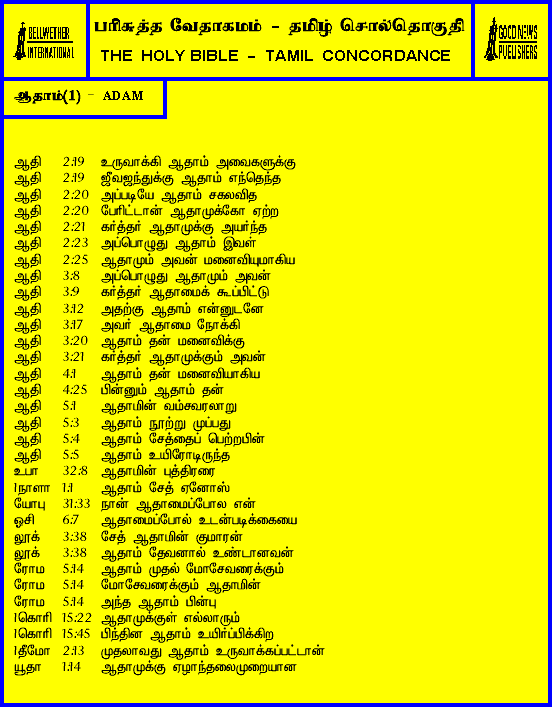 BELLWETHER INTERNATIONAL
பரிசுத்த வேதாகமம் - தமிழ் சொல்தொகுதி
THE HOLY BIBLE - TAMIL CONCORDANCE
GOOD NEWS PUBLISHERS
ஆதாம்(1) - ADAM
ஆதி 2:19 உருவாக்கி ஆதாம் அவைகளுக்கு
ஆதி 2:19 ஜீவஜந்துக்கு ஆதாம் எந்தெந்த
ஆதி 2:20 அப்படியே ஆதாம் சகலவித
ஆதி 2:20 பேரிட்டான் ஆதாமுக்கோ ஏற்ற
ஆதி 2:21 கர்த்தர் ஆதாமுக்கு அயர்ந்த
ஆதி 2:23 அப்பொழுது ஆதாம் இவள்
ஆதி 2:25 ஆதாமும் அவன் மனைவியுமாகிய
ஆதி 3:8 அப்பொழுது ஆதாமும் அவன்
ஆதி 3:9 கர்த்தர் ஆதாமைக் கூப்பிட்டு
ஆதி 3:12 அதற்கு ஆதாம் என்னுடனே
ஆதி 3:17 அவர் ஆதாமை நோக்கி
ஆதி 3:20 ஆதாம் தன் மனைவிக்கு
ஆதி 3:21 கர்த்தர் ஆதாமுக்கும் அவன்
ஆதி 4:1 ஆதாம் தன் மனைவியாகிய
ஆதி 4:25 பின்னும் ஆதாம் தன்
ஆதி 5:1 ஆதாமின் வம்சவரலாறு
ஆதி 5:3 ஆதாம் நூற்று முப்பது
ஆதி 5:4 ஆதாம் சேத்தைப் பெற்றபின்
ஆதி 5:5 ஆதாம் உயிரோடிருந்த
உபா 32:8 ஆதாமின் புத்திரரை
1நாளா 1:1 ஆதாம் சேத் ஏனோஸ்
யோபு 31:33 நான் ஆதாமைப்போல என்
ஓசி 6:7 ஆதாமைப்போல் உடன்படிக்கையை
லூக் 3:38 சேத் ஆதாமின் குமாரன்
லூக் 3:38 ஆதாம் தேவனால் உண்டானவன்
ரோம 5:14 ஆதாம் முதல் மோசேவரைக்கும்
ரோம 5:14 மோசேவரைக்கும் ஆதாமின்
ரோம 5:14 அந்த ஆதாம் பின்பு
1கொரி 15:22 ஆதாமுக்குள் எல்லாரும்
1கொரி 15:45 பிந்தின ஆதாம் உயிர்ப்பிக்கிற
1தீமோ 2:13 முதலாவது ஆதாம் உருவாக்கப்பட்டான்
யூதா 1:14 ஆதாமுக்கு ஏழாந்தலைமுறையான